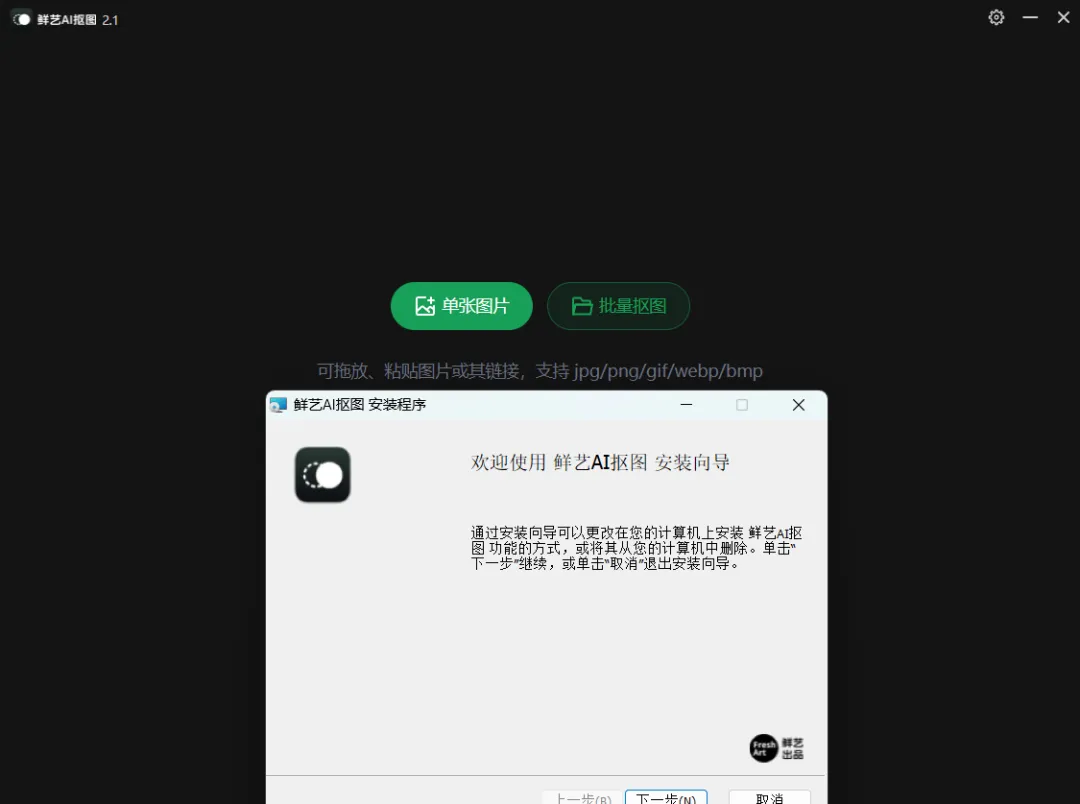 鲜艺AI抠图 2.1
单张图片
批量抠图
可拖放、粘贴图片或其链接，支持 jpg/png/gif/webp/bmp
鲜艺AI抠图 安装程序
欢迎使用 鲜艺AI抠图 安装向导
通过安装向导可以更改在您的计算机上安装 鲜艺AI抠
图 功能的方式，或将其从您的计算机中删除。单击“
下一步”继续，或单击“取消”退出安装向导。
Fresh
Art
鲜艺
出品
上一步(B)
下一步(N)
取消